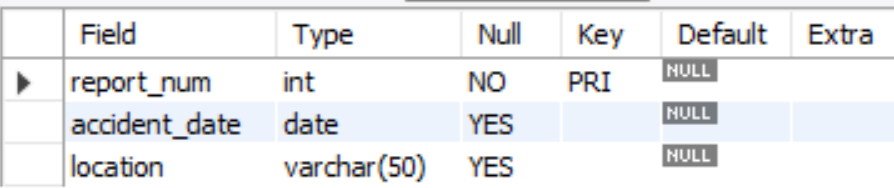 Field Type Null Key Default Extra
report_num int NO PRI NULL
accident_date date YES NULL
location varchar(50) YES NULL